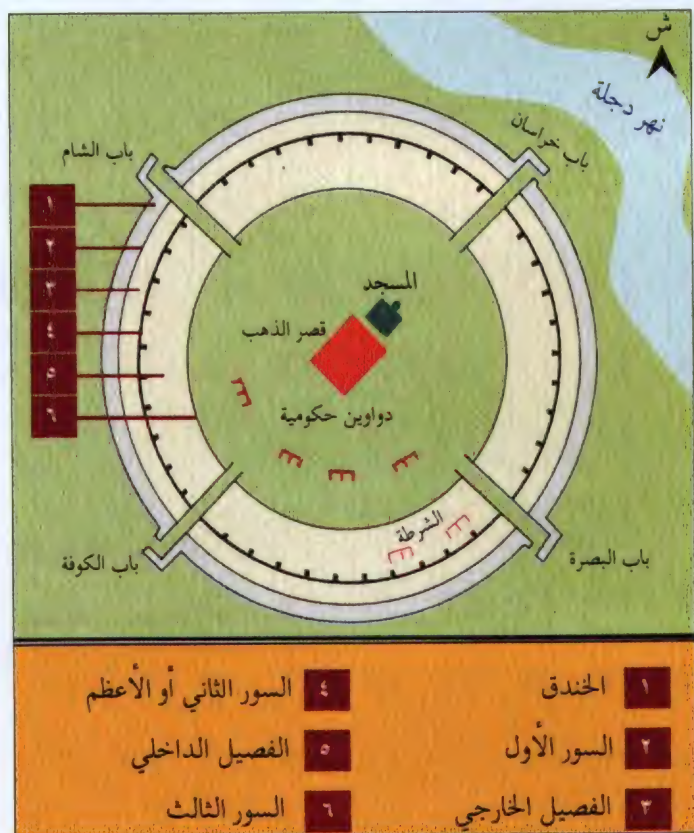 ش
نهر دجلة
باب خراسان
باب الشام
١
٢
٣
٤
٥
٦
المسجد
قصر الذهب
دواوين حكومية
الشرطة
باب الكوفة
باب البصرة
١ الخندق
٢ السور الأول
٣ الفصيل الخارجي
٤ السور الثاني أو الأعظم
٥ الفصيل الداخلي
٦ السور الثالث